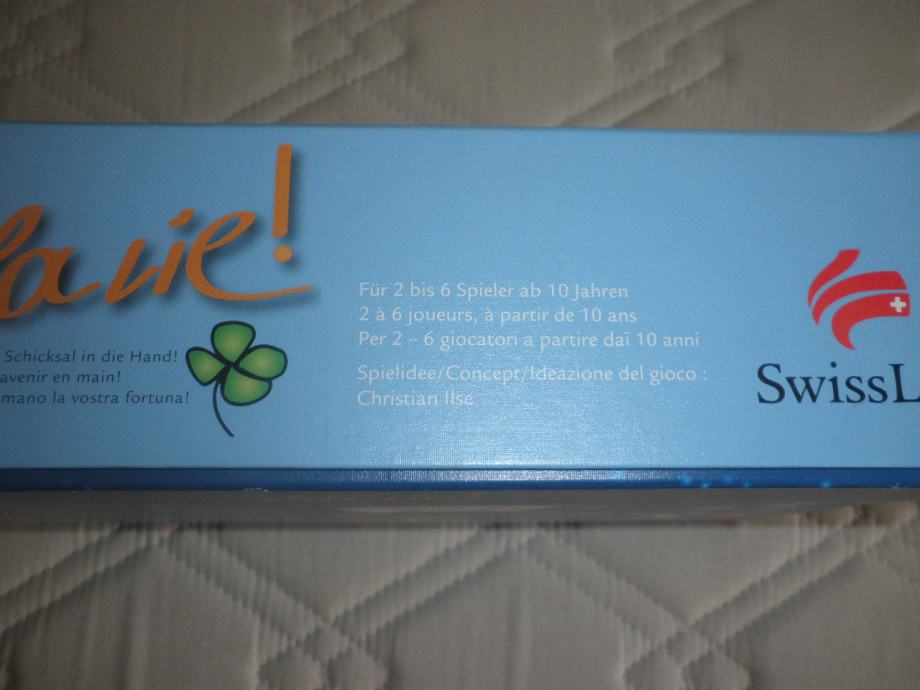 la vie!
Schicksal in die Hand!
avenir en main!
mano la vostra fortuna!
Für 2 bis 6 Spieler ab 10 Jahren
2 à 6 joueurs, à partir de 10 ans
Per 2 - 6 giocatori a partire dai 10 anni
Spielidee/Concept/Ideazione del gioco :
Christian Ilse
SwissL